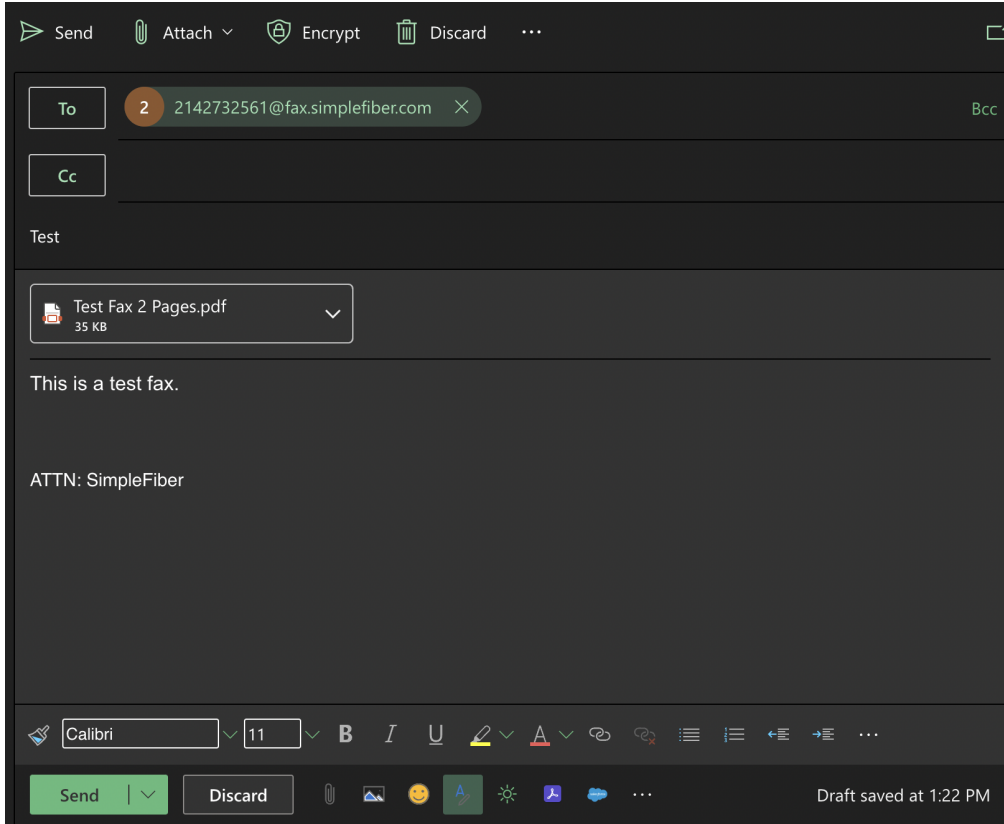 Send Attach Encrypt Discard ...
To 2 2142732561@fax.simplefiber.com Bcc
Cc
Test
Test Fax 2 Pages.pdf
35 KB
This is a test fax.
ATTN: SimpleFiber
Calibri 11 B I U A ...
Send Discard ... Draft saved at 1:22 PM